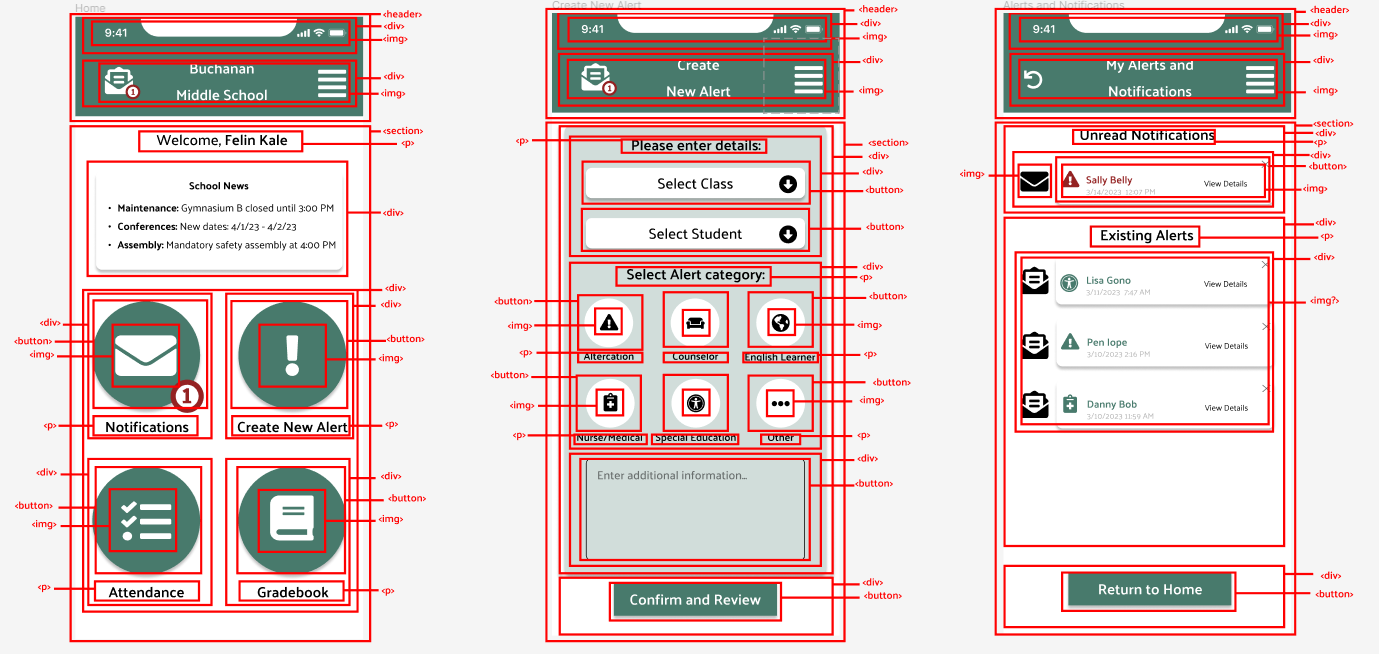 Home
<header>
9:41
<div>
<img>
Buchanan
Middle School
1
<div>
<img>
<section>
Welcome, Felin Kale
<p>
School News
• Maintenance: Gymnasium B closed until 3:00 PM
• Conferences: New dates: 4/1/23 - 4/2/23
• Assembly: Mandatory safety assembly at 4:00 PM
<div>
<div>
<div>
<div>
<button>
<img>
<button>
<img>
1
<p>
Notifications
Create New Alert
<p>
<div>
<div>
<button>
<img>
<button>
<img>
<p>
Attendance
Gradebook
<p>
Create New Alert
<header>
9:41
<div>
<img>
Create
New Alert
1
<div>
<img>
<p>
Please enter details:
<section>
<div>
<div>
Select Class
<button>
Select Student
<button>
Select Alert category:
<div>
<p>
<button>
<button>
<img>
<img>
<p>
Altercation
Counselor
English Learner
<p>
<button>
<button>
<img>
<img>
<p>
Nurse/Medical
Special Education
Other
<p>
Enter additional information...
<div>
<button>
Confirm and Review
<div>
<button>
Alerts and Notifications
<header>
9:41
<div>
<img>
My Alerts and
Notifications
<div>
<img>
<section>
Unread Notifications
<div>
<p>
<div>
<button>
<img>
Sally Belly
3/14/2023 12:07 PM
View Details
<img>
<div>
Existing Alerts
<p>
<div>
Lisa Gono
3/11/2023 7:47 AM
View Details
<img?>
Pen Iope
3/10/2023 2:16 PM
View Details
Danny Bob
3/10/2023 11:59 AM
View Details
Return to Home
<div>
<button>